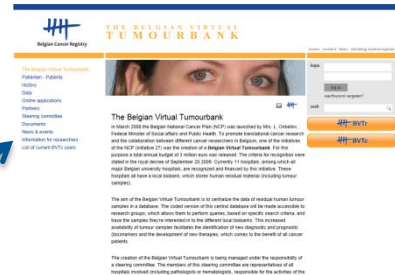 THE BELGIAN VIRTUAL
TUMOURBANK
Belgian Cancer Registry
The Belgian Virtual Tumourbank
Patiënten - Patients
History
Data
Online applications
Partners
Steering committee
Documents
News & events
Information for researchers
List of current BVTc users
login
log in
wachtwoord vergeten?
zoek
BVTr
BVTc
The Belgian Virtual Tumourbank
In March 2008 the Belgian National Cancer Plan (NCP) was launched by Mrs. L. Onkelinx,
Federal Minister of Social affairs and Public Health. To promote translational cancer research
and the collaboration between different cancer researchers in Belgium, one of the initiatives
of the NCP (initiative 27) was the creation of a Belgian Virtual Tumourbank. For this
purpose a total annual budget of 3 million euro was released. The criteria for recognition were
stated in the royal decree of September 20 2009. Currently 11 hospitals, among which all
major Belgian university hospitals, are recognized and financed by this initiative. These
hospitals all have a local biobank, which stores human residual material (including tumour
samples).
The aim of the Belgian Virtual Tumourbank is to centralize the data of residual human tumour
samples in a database. The coded version of this central database will be made accessible to
research groups, which allows them to perform queries, based on specific search criteria, and
trace the samples they're interested in to the different local biobanks. This increased
availability of tumour samples facilitates the identification of new diagnostic and prognostic
(bio)markers and the development of new therapies, which comes to the benefit of all cancer
patients.
The creation of the Belgian Virtual Tumourbank is being managed under the responsibility of
a steering committee. The members of this steering committee are representatives of all
hospitals involved (including pathologists or hematologists, responsible for the activities of the